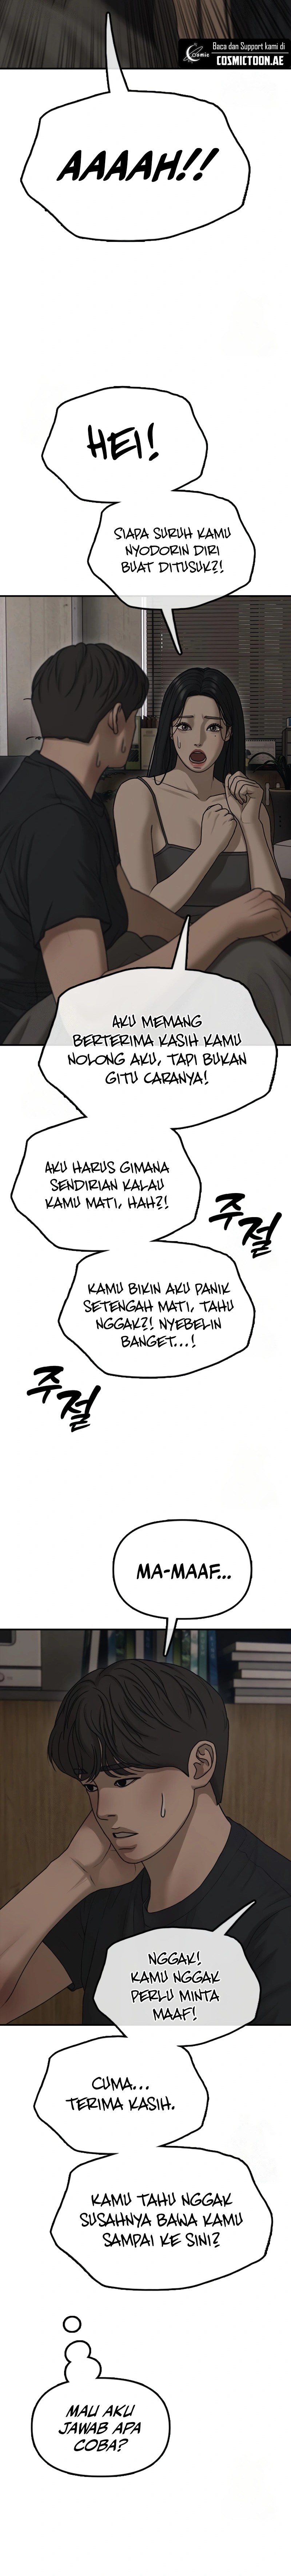 Cosmic
Baca dan Support kami di
COSMICTOON.AE
AAAAH!!
HEI!
SIAPA SURUH KAMU
NYODORIN DIRI
BUAT DITUSUK?!
AKU MEMANG
BERTERIMA KASIH KAMU
NOLONG AKU, TAPI BUKAN
GITU CARANYA!
AKU HARUS GIMANA
SENDIRIAN KALAU
KAMU MATI, HAH?!
주절
KAMU BIKIN AKU PANIK
SETENGAH MATI, TAHU
NGGAK?! NYEBELIN
BANGET...!
주절
MA-MAAF...
NGGAK!
KAMU NGGAK
PERLU MINTA
MAAF!
CUMA...
TERIMA KASIH.
KAMU TAHU NGGAK
SUSAHNYA BAWA KAMU
SAMPAI KE SINI?
MAU AKU
JAWAB APA
COBA?